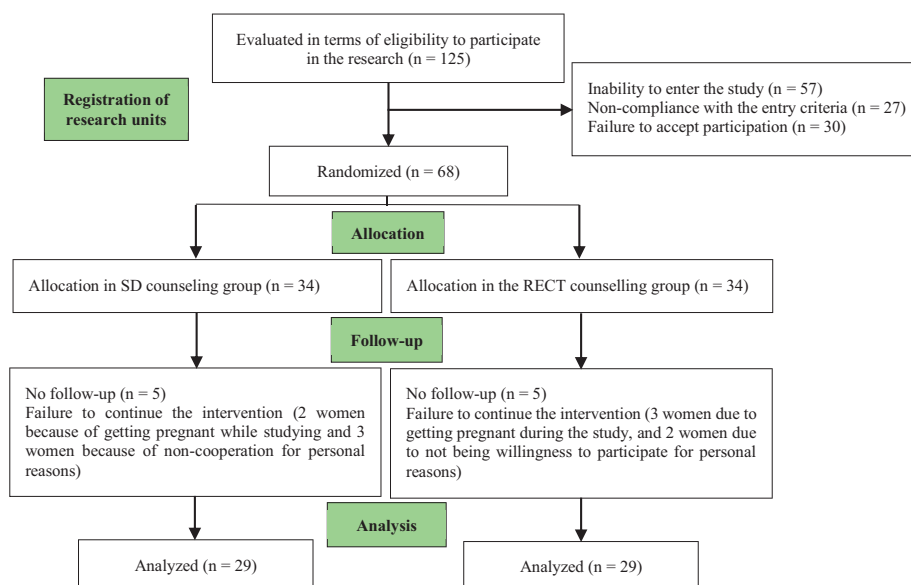 Evaluated in terms of eligibility to participate
in the research (n = 125)
Registration of
research units
Inability to enter the study (n = 57)
Non-compliance with the entry criteria (n = 27)
Failure to accept participation (n = 30)
Randomized (n = 68)
Allocation
Allocation in SD counseling group (n = 34)
Allocation in the RECT counselling group (n = 34)
Follow-up
No follow-up (n = 5)
Failure to continue the intervention (2 women
because of getting pregnant while studying and 3
women because of non-cooperation for personal
reasons)
No follow-up (n = 5)
Failure to continue the intervention (3 women due to
getting pregnant during the study, and 2 women due
to not being willingness to participate for personal
reasons)
Analysis
Analyzed (n = 29)
Analyzed (n = 29)